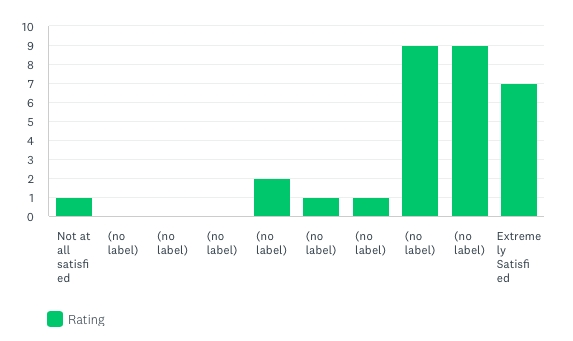 10
9
8
7
6
5
4
3
2
1
0
Not at
all
satisfi
ed
(no
label)
(no
label)
(no
label)
(no
label)
(no
label)
(no
label)
(no
label)
(no
label)
Extreme
ly
Satisfi
ed
Rating